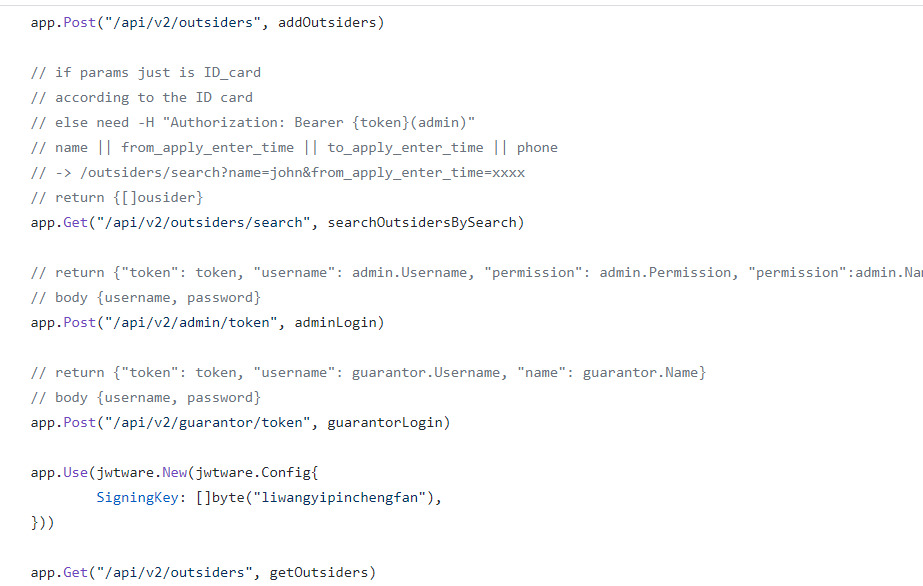 app.Post("/api/v2/outsiders", addOutsiders)
// if params just is ID_card
// according to the ID card
// else need -H "Authorization: Bearer {token}(admin)"
// name || from_apply_enter_time || to_apply_enter_time || phone
// -> /outsiders/search?name=john&from_apply_enter_time=xxxx
// return {[]ousider}
app.Get("/api/v2/outsiders/search", searchOutsidersBySearch)
// return {"token": token, "username": admin.Username, "permission": admin.Permission, "permission":admin.Nam
// body {username, password}
app.Post("/api/v2/admin/token", adminLogin)
// return {"token": token, "username": guarantor.Username, "name": guarantor.Name}
// body {username, password}
app.Post("/api/v2/guarantor/token", guarantorLogin)
app.Use(jwtware.New(jwtware.Config{
SigningKey: []byte("liwangyipinchengfan"),
}))
app.Get("/api/v2/outsiders", getOutsiders)